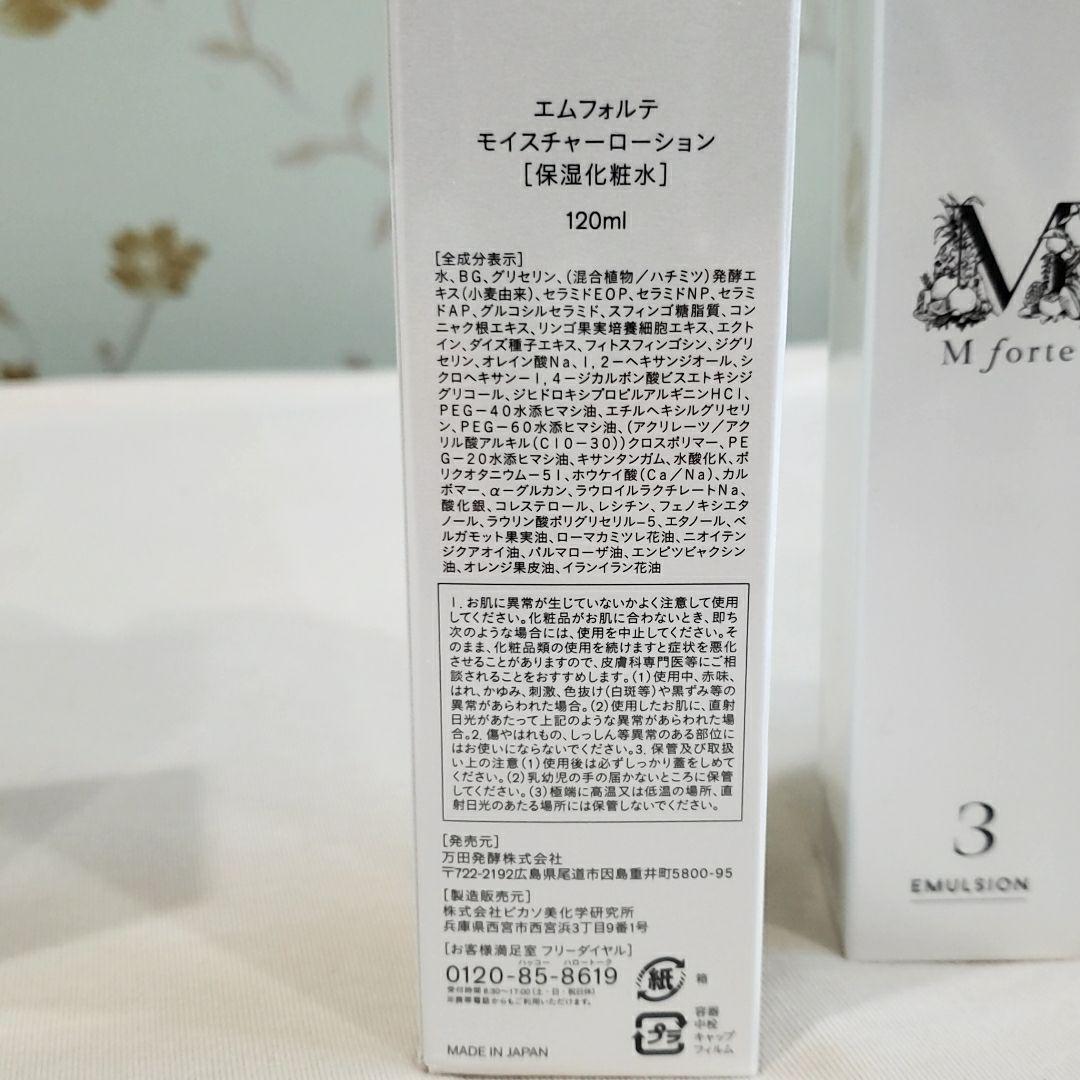 エムフォルテ
モイスチャーローション
[保湿化粧水]
120ml
[全成分表示]
水、BG、グリセリン、(混合植物/ハチミツ)発酵エ
キス(小麦由来)、セラミドEOP、セラミドNP、セラミ
ドAP、グルコシルセラミド、スフィンゴ糖脂質、コン
ニャク根エキス、リンゴ果実培養細胞エキス、エクト
イン、ダイズ種子エキス、フィトスフィンゴシン、ジグリ
セリン、オレイン酸Na、1,2-ヘキサンジオール、シ
クロヘキサン-1,4-ジカルボン酸ビスエトキシジ
グリコール、ジヒドロキシプロピルアルギニンHCl、
PEG-40水添ヒマシ油、エチルヘキシルグリセリ
ン、PEG-60水添ヒマシ油、(アクリレーツ/アク
リル酸アルキル(C10-30))クロスポリマー、PE
G-20水添ヒマシ油、キサンタンガム、水酸化K、ポ
リクオタニウム-51、ホウケイ酸(Ca/Na)、カル
ボマー、α-グルカン、ラウロイルラクチレートNa、
酸化銀、コレステロール、レシチン、フェノキシエタ
ノール、ラウリン酸ポリグリセリル-5、エタノール、ベ
ルガモット果実油、ローマカミツレ花油、ニオイテン
ジクアオイ油、パルマローザ油、エンピツビャクシン
油、オレンジ果皮油、イランイラン花油
1. お肌に異常が生じていないかよく注意して使用
してください。化粧品がお肌に合わないとき、即ち
次のような場合には、使用を中止してください。そ
のまま、化粧品類の使用を続けますと症状を悪化
させることがありますので、皮膚科専門医等にご相
談されることをおすすめします。(1)使用中、赤味、
はれ、かゆみ、刺激、色抜け(白斑等)や黒ずみ等の
異常があらわれた場合。(2)使用したお肌に、直射
日光があたって上記のような異常があらわれた場
合。2. 傷やはれもの、しっしん等異常のある部位に
はお使いにならないでください。3. 保管及び取扱
い上の注意(1)使用後は必ずしっかり蓋をしめて
ください。(2)乳幼児の手の届かないところに保管
してください。(3)極端に高温又は低温の場所、直
射日光のあたる場所には保管しないでください。
[発売元]
万田発酵株式会社
〒722-2192広島県尾道市因島重井町5800-95
[製造販売元]
株式会社ピカソ美化学研究所
兵庫県西宮市西宮浜3丁目9番1号
[お客様満足室 フリーダイヤル]
ハッコー ハロートーク
0120-85-8619
受付時間 8:30~17:00(土・日・祝日休)
※携帯電話からもご利用いただけます。
紙
箱
プラ
容器
中栓
キャップ
フィルム
MADE IN JAPAN
M
M forte
3
EMULSION